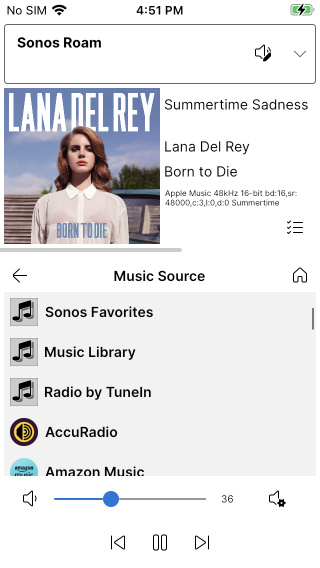 No SIM 4:51 PM
Sonos Roam
LANA DEL REY
BORN TO DIE
Summertime Sadness
Lana Del Rey
Born to Die
Apple Music 48kHz 16-bit bd:16,sr:
48000,c:3,l:0,d:0 Summertime
Music Source
Sonos Favorites
Music Library
Radio by TuneIn
AccuRadio
amazon
music
Amazon Music
36